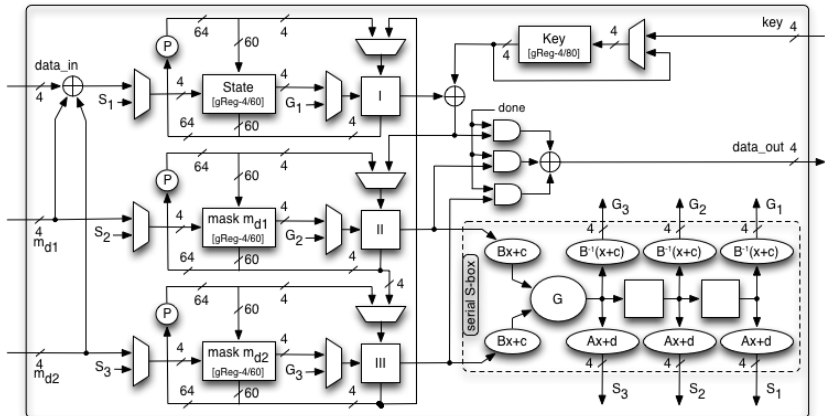 64
60
4
P
data_in
4
S1
4
State
[gReg-4/60]
4
G1
I
64
60
4
4
Key
[gReg-4/80]
4
key
4
done
data_out
4
P
4
md1
S2
4
mask md1
[gReg-4/60]
4
G2
II
64
60
4
4
64
60
4
P
4
md2
S3
4
mask md2
[gReg-4/60]
4
G3
III
64
60
4
serial S-box
Bx+c
Bx+c
G
G3
G2
G1
4
4
4
B⁻¹(x+c)
B⁻¹(x+c)
B⁻¹(x+c)
Ax+d
Ax+d
Ax+d
4
4
4
S3
S2
S1